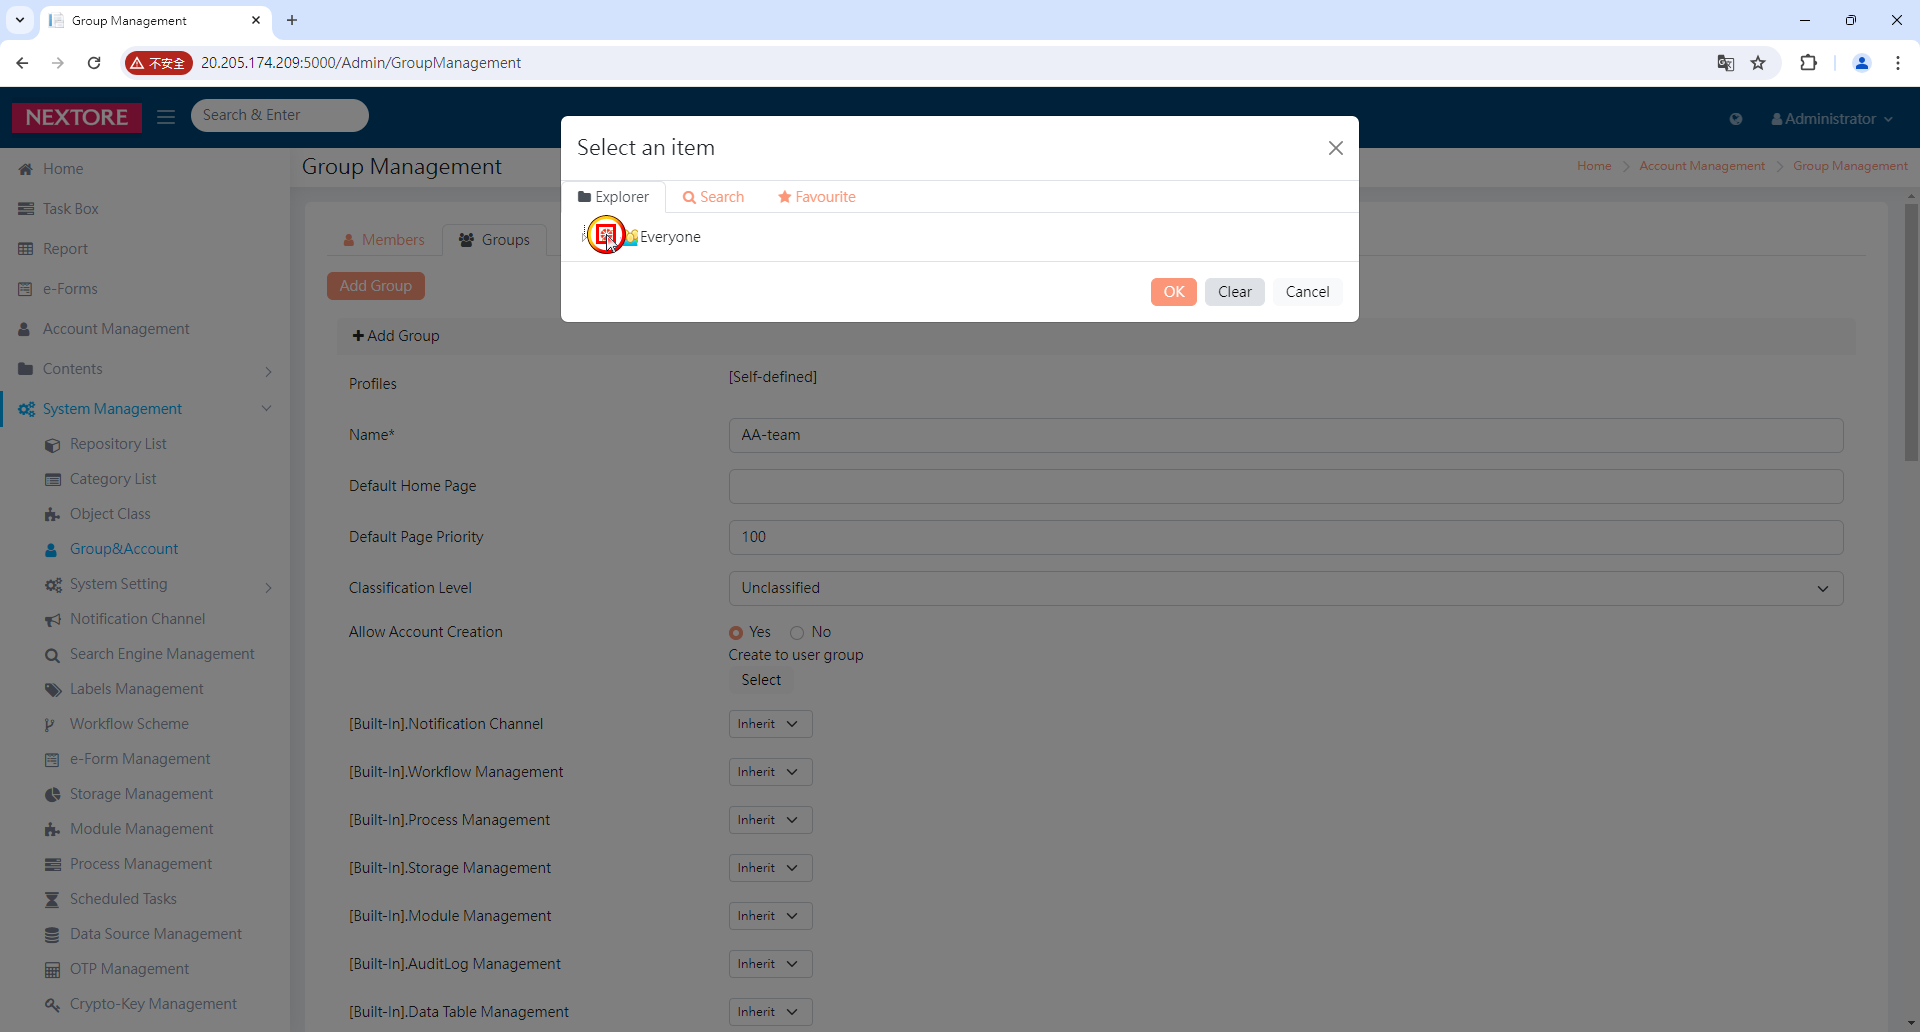 Group Management
不安全
20.205.174.209:5000/Admin/GroupManagement
NEXTORE
Search & Enter
Administrator
Home
Task Box
Report
e-Forms
Account Management
Contents
System Management
Repository List
Category List
Object Class
Group&Account
System Setting
Notification Channel
Search Engine Management
Labels Management
Workflow Scheme
e-Form Management
Storage Management
Module Management
Process Management
Scheduled Tasks
Data Source Management
OTP Management
Crypto-Key Management
Group Management
Home
Account Management
Group Management
Members
Groups
Add Group
Select an item
Explorer
Search
Favourite
Everyone
OK
Clear
Cancel
Add Group
Profiles
[Self-defined]
Name*
AA-team
Default Home Page
Default Page Priority
100
Classification Level
Unclassified
Allow Account Creation
Yes
No
Create to user group
Select
[Built-In].Notification Channel
Inherit
[Built-In].Workflow Management
Inherit
[Built-In].Process Management
Inherit
[Built-In].Storage Management
Inherit
[Built-In].Module Management
Inherit
[Built-In].AuditLog Management
Inherit
[Built-In].Data Table Management
Inherit